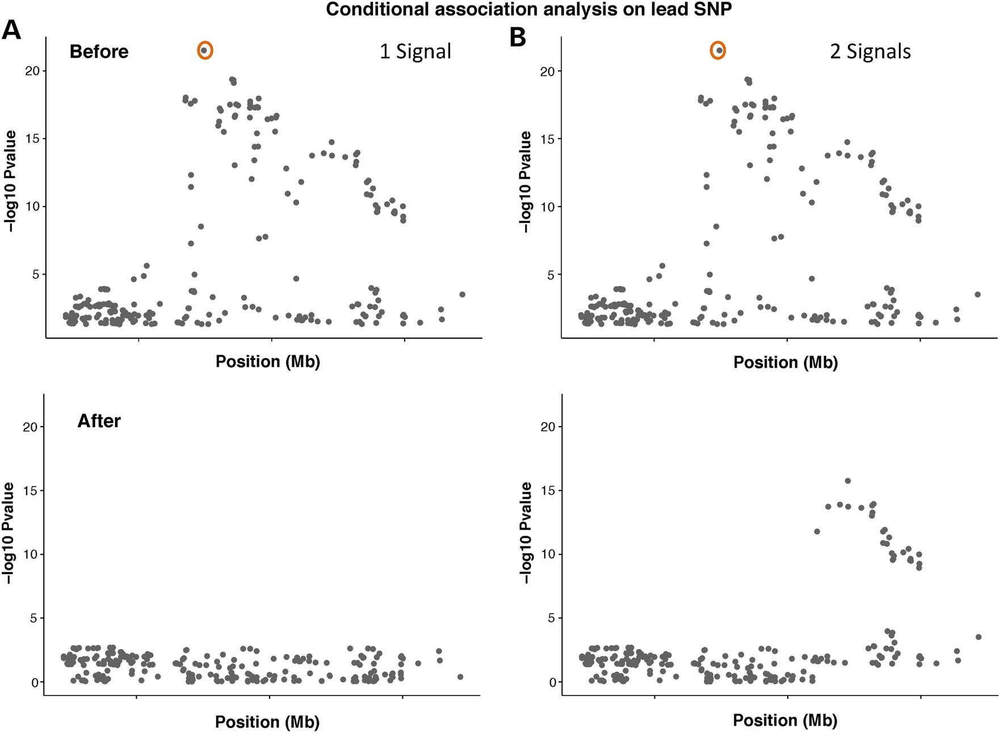 Conditional association analysis on lead SNP
A
B
Before
1 Signal
2 Signals
20
15
10
5
−log10 Pvalue
Position (Mb)
20
15
10
5
−log10 Pvalue
Position (Mb)
After
20
15
10
5
0
−log10 Pvalue
Position (Mb)
20
15
10
5
0
−log10 Pvalue
Position (Mb)